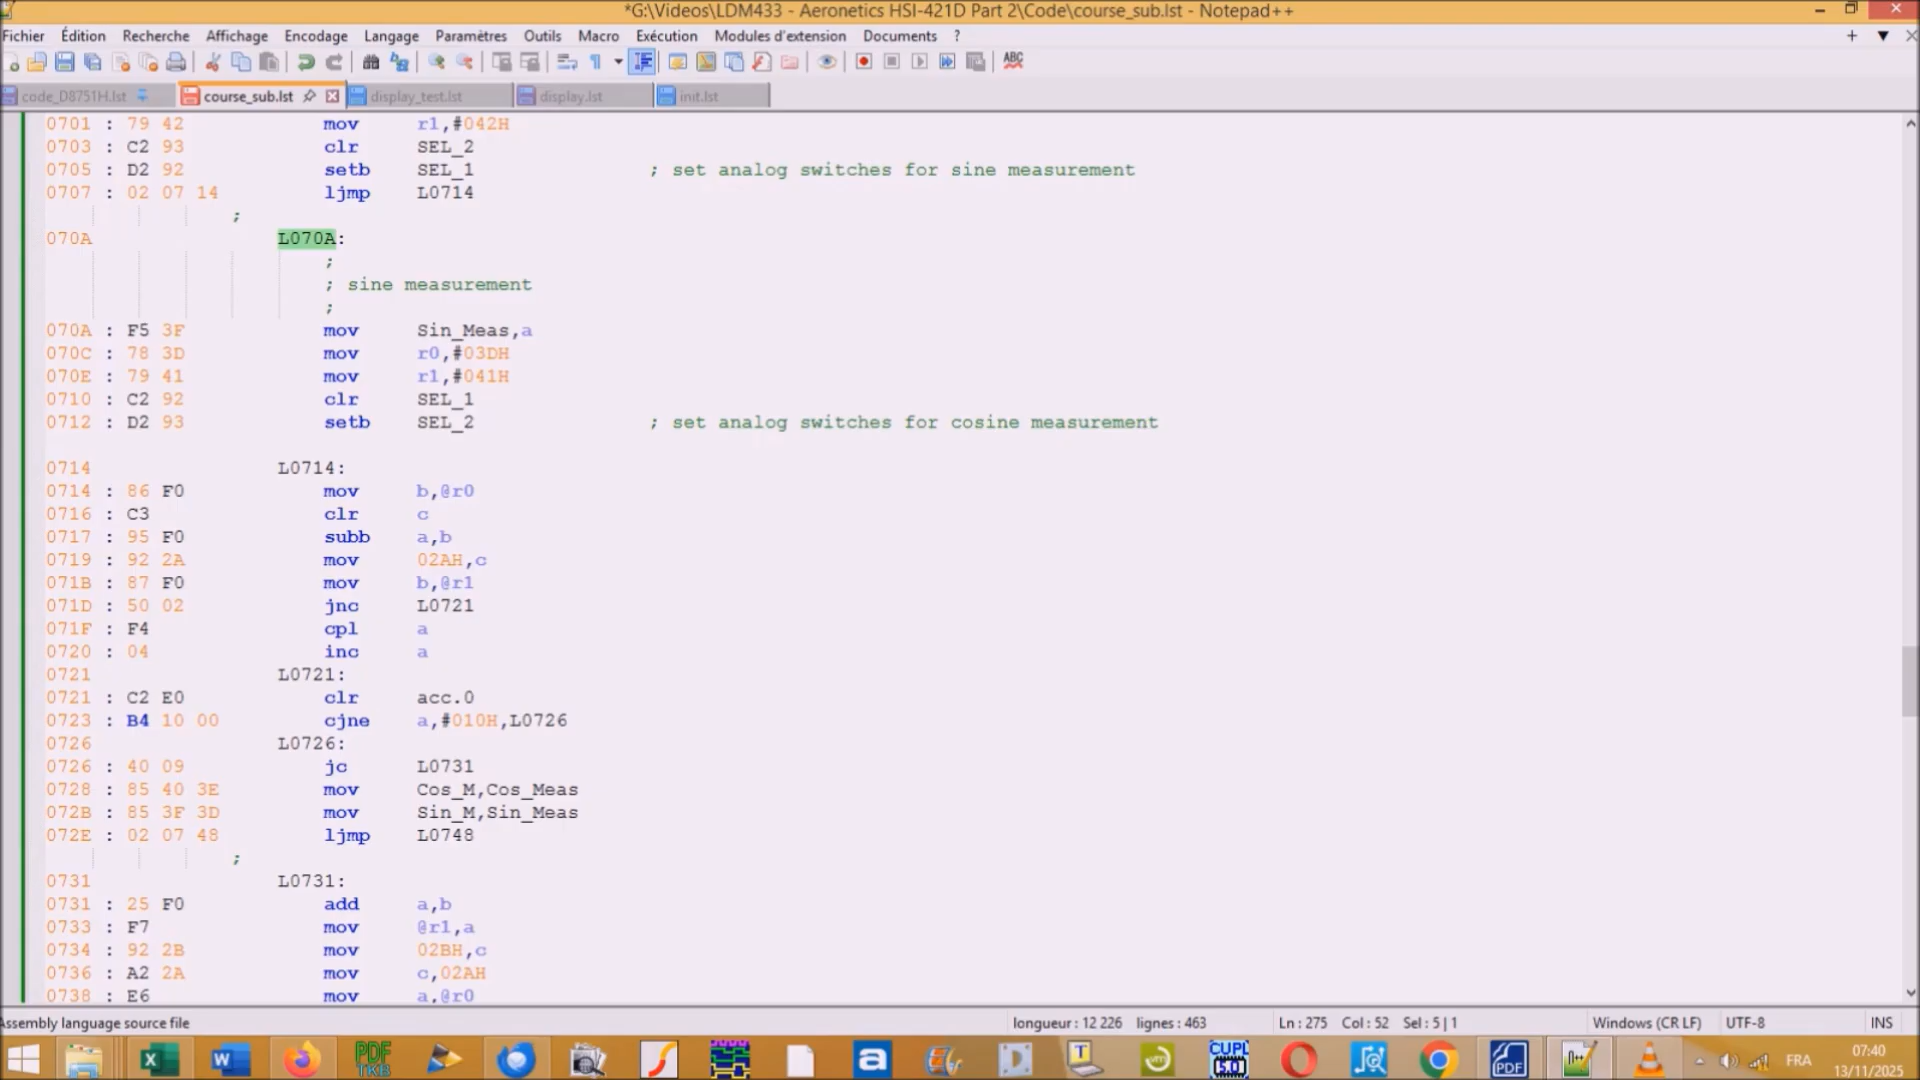 *G:\Videos\LDM433 - Aeronetics HSI-421D Part 2\Code\course_sub.lst - Notepad++
Fichier Édition Recherche Affichage Encodage Langage Paramètres Outils Macro Exécution Modules d'extension Documents ?
code_D8751H.lst course_sub.lst display_test.lst display.lst init.lst
0701 : 79 42 mov r1,#042H
0703 : C2 93 clr SEL_2
0705 : D2 92 setb SEL_1 ; set analog switches for sine measurement
0707 : 02 07 14 ljmp L0714
;
070A L070A:
;
; sine measurement
;
070A : F5 3F mov Sin_Meas,a
070C : 78 3D mov r0,#03DH
070E : 79 41 mov r1,#041H
0710 : C2 92 clr SEL_1
0712 : D2 93 setb SEL_2 ; set analog switches for cosine measurement
0714 L0714:
0714 : 86 F0 mov b,@r0
0716 : C3 clr c
0717 : 95 F0 subb a,b
0719 : 92 2A mov 02AH,c
071B : 87 F0 mov b,@r1
071D : 50 02 jnc L0721
071F : F4 cpl a
0720 : 04 inc a
0721 L0721:
0721 : C2 E0 clr acc.0
0723 : B4 10 00 cjne a,#010H,L0726
0726 L0726:
0726 : 40 09 jc L0731
0728 : 85 40 3E mov Cos_M,Cos_Meas
072B : 85 3F 3D mov Sin_M,Sin_Meas
072E : 02 07 48 ljmp L0748
;
0731 L0731:
0731 : 25 F0 add a,b
0733 : F7 mov @r1,a
0734 : 92 2B mov 02BH,c
0736 : A2 2A mov c,02AH
0738 : E6 mov a,@r0
Assembly language source file longueur : 12 226 lignes : 463 Ln : 275 Col : 52 Sel : 5 | 1 Windows (CR LF) UTF-8 INS
PDF TKB CUPL 5.0 PDF FRA 07:40
13/11/2025